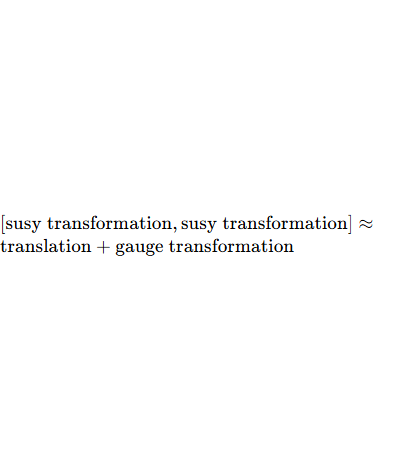 [susy transformation, susy transformation] ≈
translation + gauge transformation